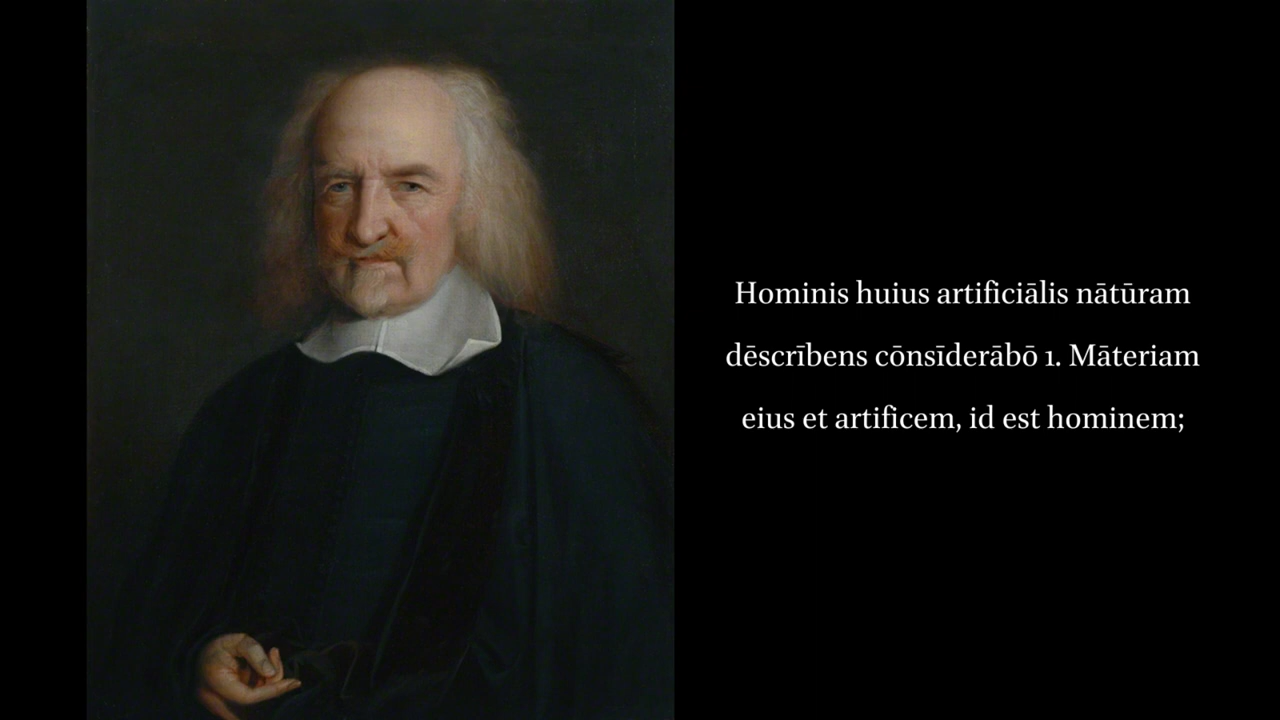 Hominis huius artificiālis nātūram
dēscrībens cōnsīderābō 1. Māteriam
eius et artificem, id est hominem;